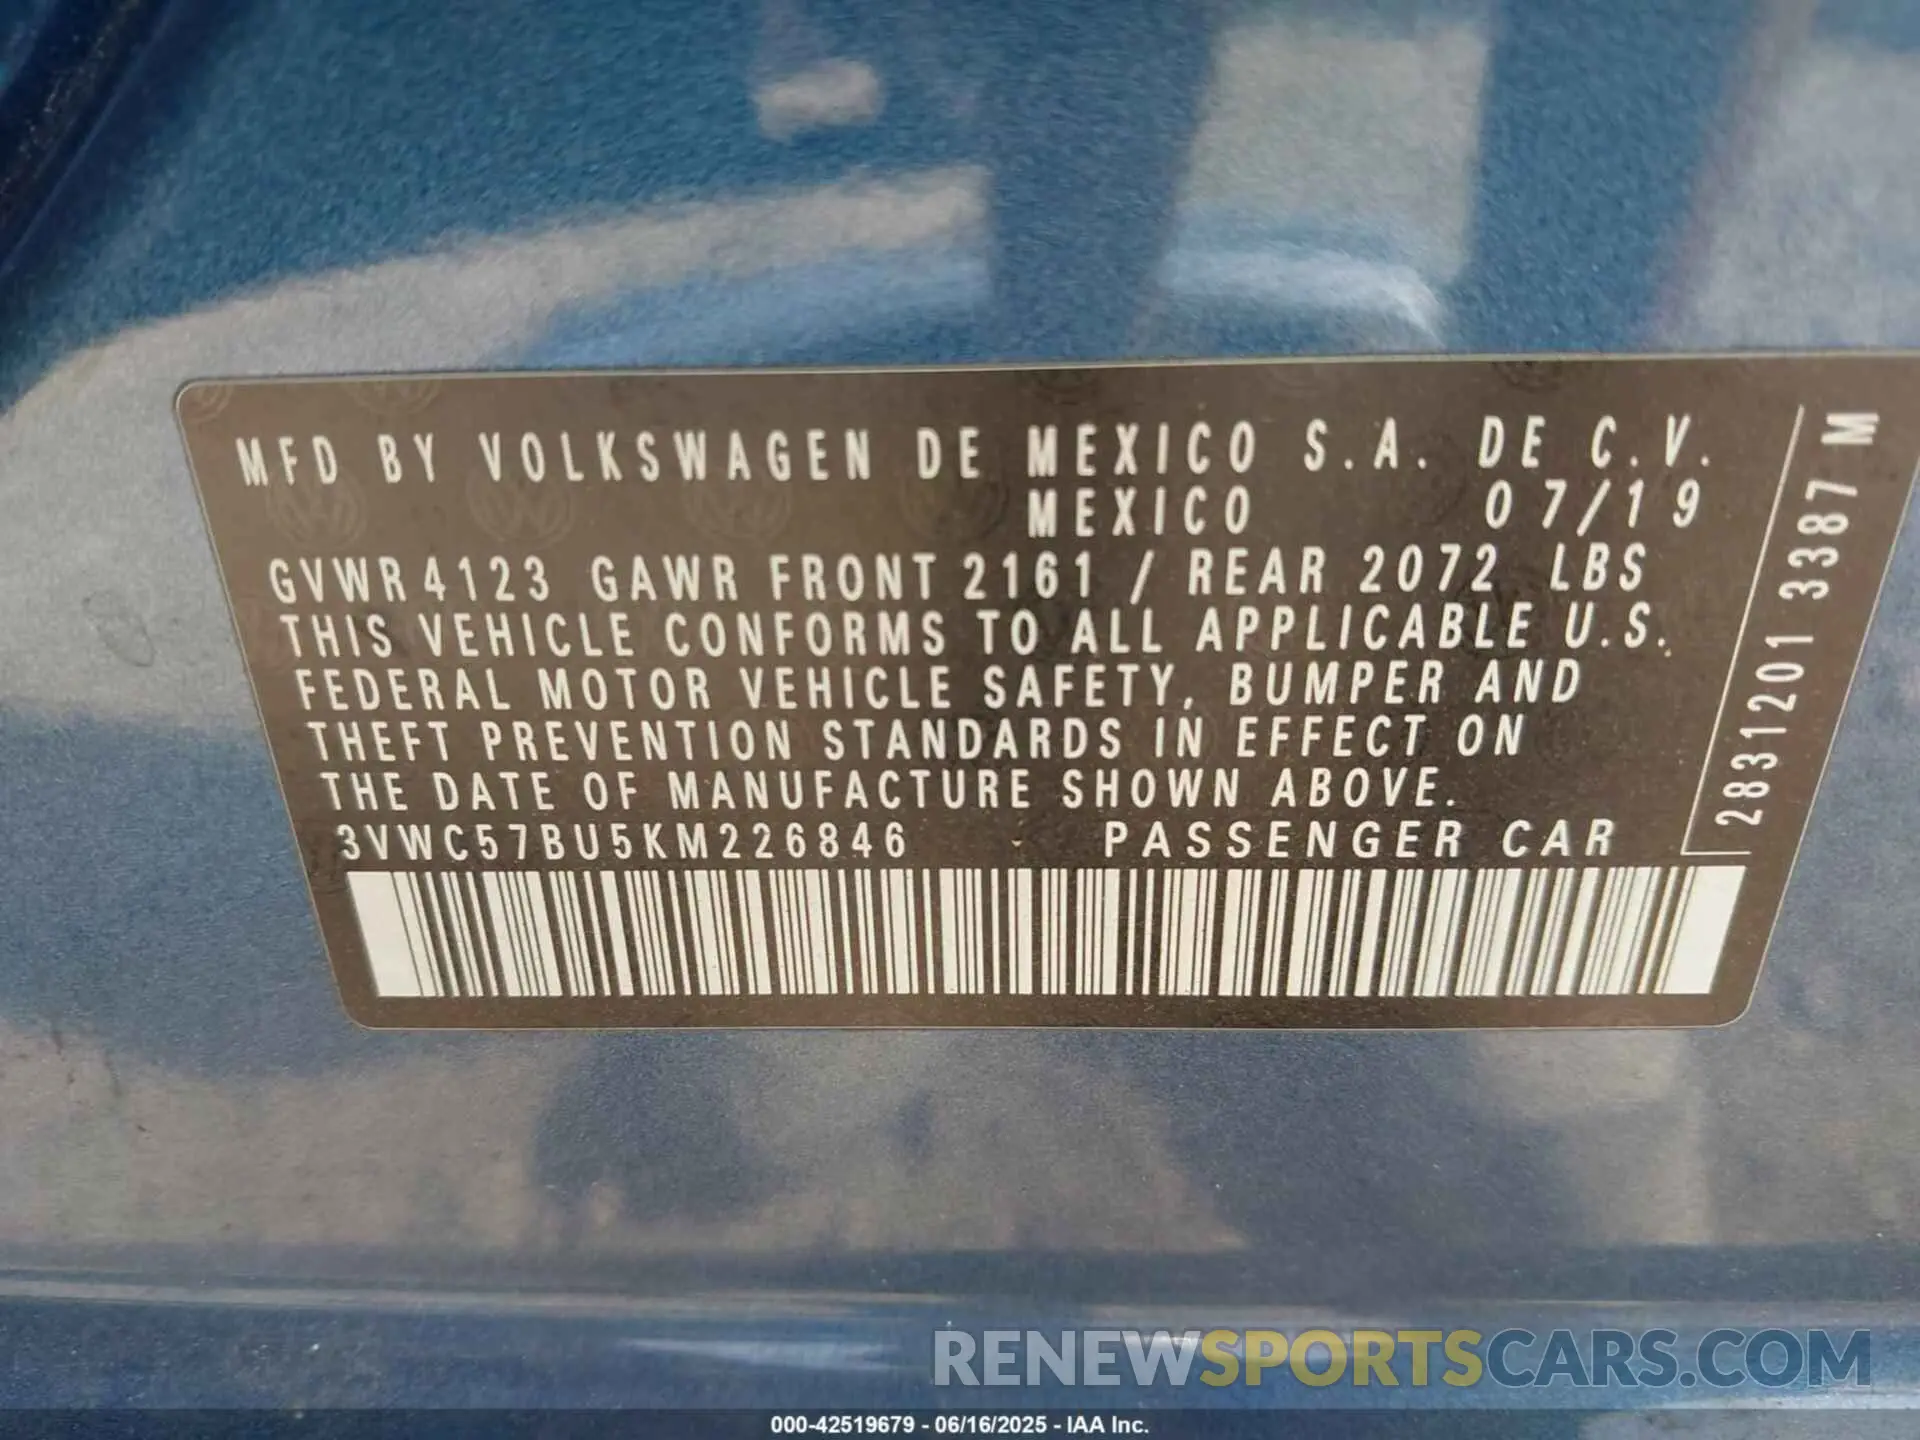 MFD BY VOLKSWAGEN DE MEXICO S.A. DE C.V.
MEXICO 07/19
GVWR 4123 GAWR FRONT 2161 / REAR 2072 LBS
THIS VEHICLE CONFORMS TO ALL APPLICABLE U.S.
FEDERAL MOTOR VEHICLE SAFETY, BUMPER AND
THEFT PREVENTION STANDARDS IN EFFECT ON
THE DATE OF MANUFACTURE SHOWN ABOVE.
3VWC57BU5KM226846 PASSENGER CAR
2831201 3387 M
RENEWSPORTSCARS.COM
000-42519679 - 06/16/2025 - IAA Inc.